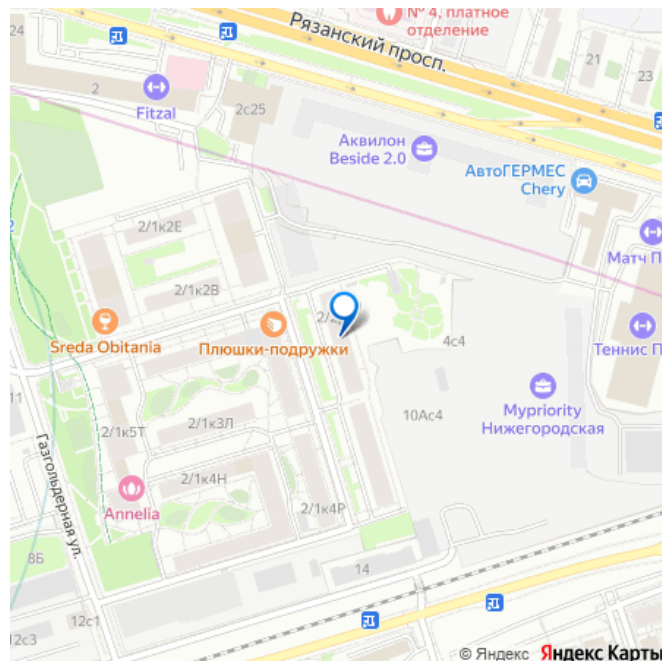 24
№ 4, платное
отделение
Рязанский просп.
21
23
2
Fitzal
2с25
Аквилон
Beside 2.0
АвтоГЕРМЕС
Chery
2/1к2Е
Матч П
2/1к2В
2/2
Sreda Obitania
Плюшки-подружки
4с4
Теннис П
11
2/1к5Т
2/1к3Л
10Ас4
Mypriority
Нижегородская
Газгольдерная ул.
2/1к4Н
Annelia
2/1к4Р
8Б
14
12с1
12с3
© Яндекс Яндекс Карты